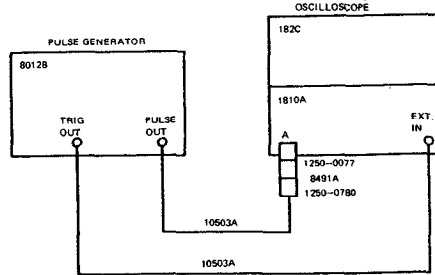 OSCILLOSCOPE
182C
PULSE GENERATOR
8012B
1810A
TRIG
OUT
PULSE
OUT
A
EXT.
IN
1250-0077
8491A
1250-0780
10503A
10503A